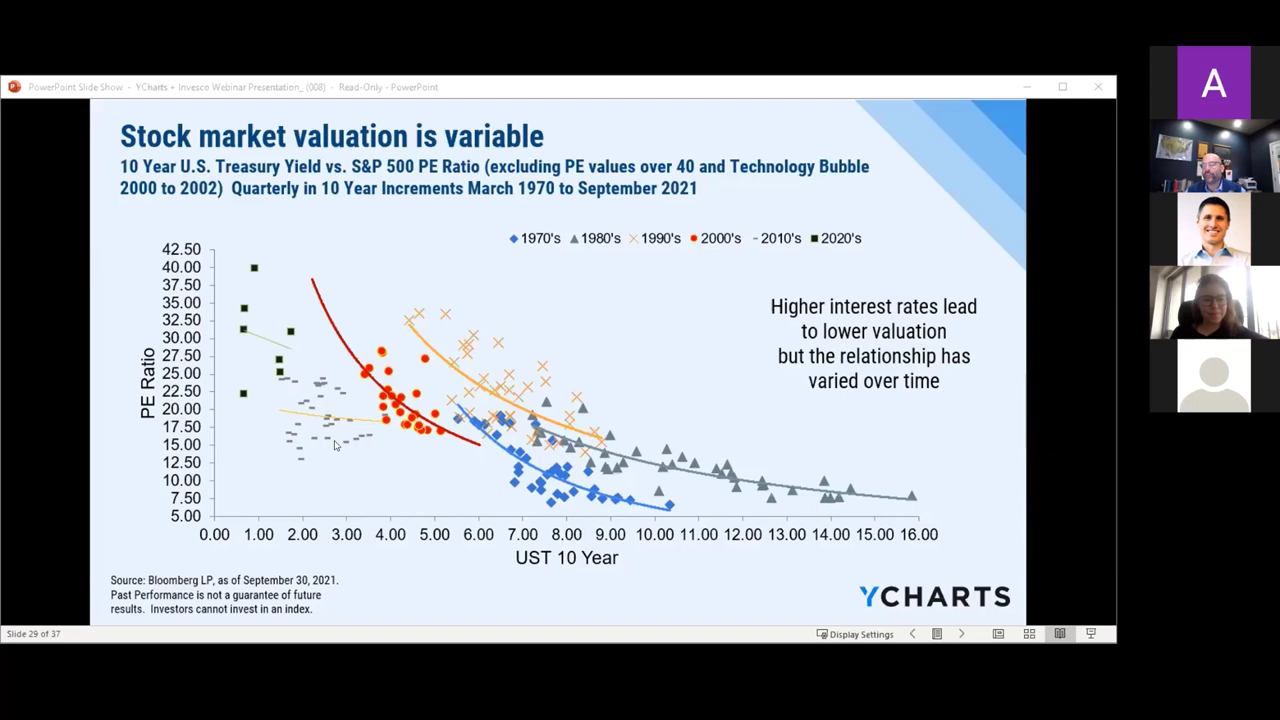 PowerPoint Slide Show - YCharts + Invesco Webinar Presentation_ (008) - Read-Only - PowerPoint
A
Stock market valuation is variable
10 Year U.S. Treasury Yield vs. S&P 500 PE Ratio (excluding PE values over 40 and Technology Bubble
2000 to 2002) Quarterly in 10 Year Increments March 1970 to September 2021
1970's 1980's 1990's 2000's 2010's 2020's
PE Ratio
42.50
40.00
37.50
35.00
32.50
30.00
27.50
25.00
22.50
20.00
17.50
15.00
12.50
10.00
7.50
5.00
0.00 1.00 2.00 3.00 4.00 5.00 6.00 7.00 8.00 9.00 10.00 11.00 12.00 13.00 14.00 15.00 16.00
UST 10 Year
Higher interest rates lead
to lower valuation
but the relationship has
varied over time
Source: Bloomberg LP, as of September 30, 2021.
Past Performance is not a guarantee of future
results. Investors cannot invest in an index.
YCHARTS
Slide 29 of 37
Display Settings